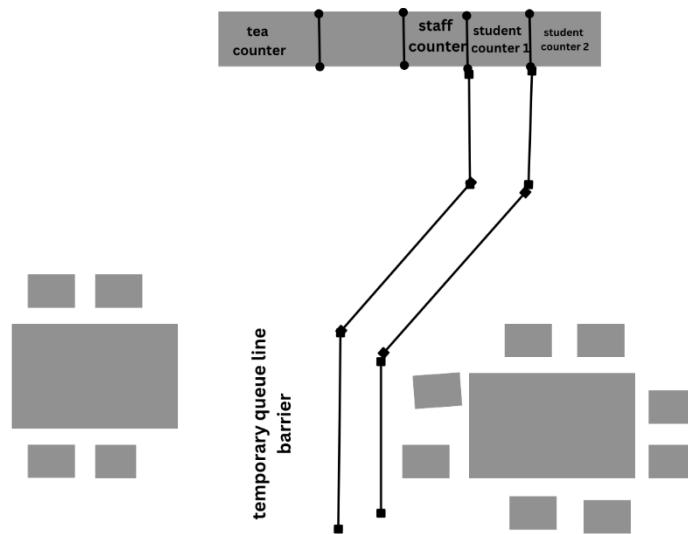 tea
counter
staff
counter
student
counter 1
student
counter 2
temporary queue line
barrier